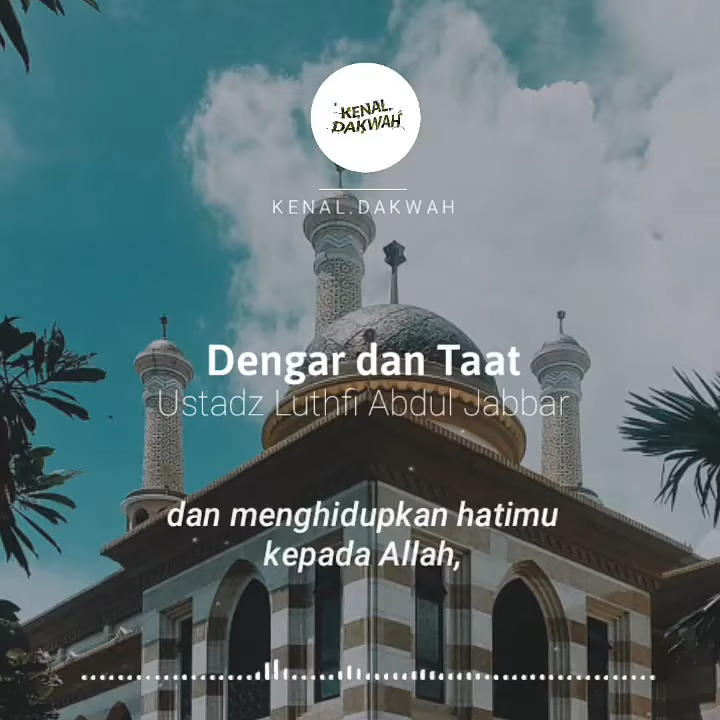 KENAL.
DAKWAH
KENAL.DAKWAH
Dengar dan Taat
Ustadz Luthfi Abdul Jabbar
dan menghidupkan hatimu
kepada Allah,